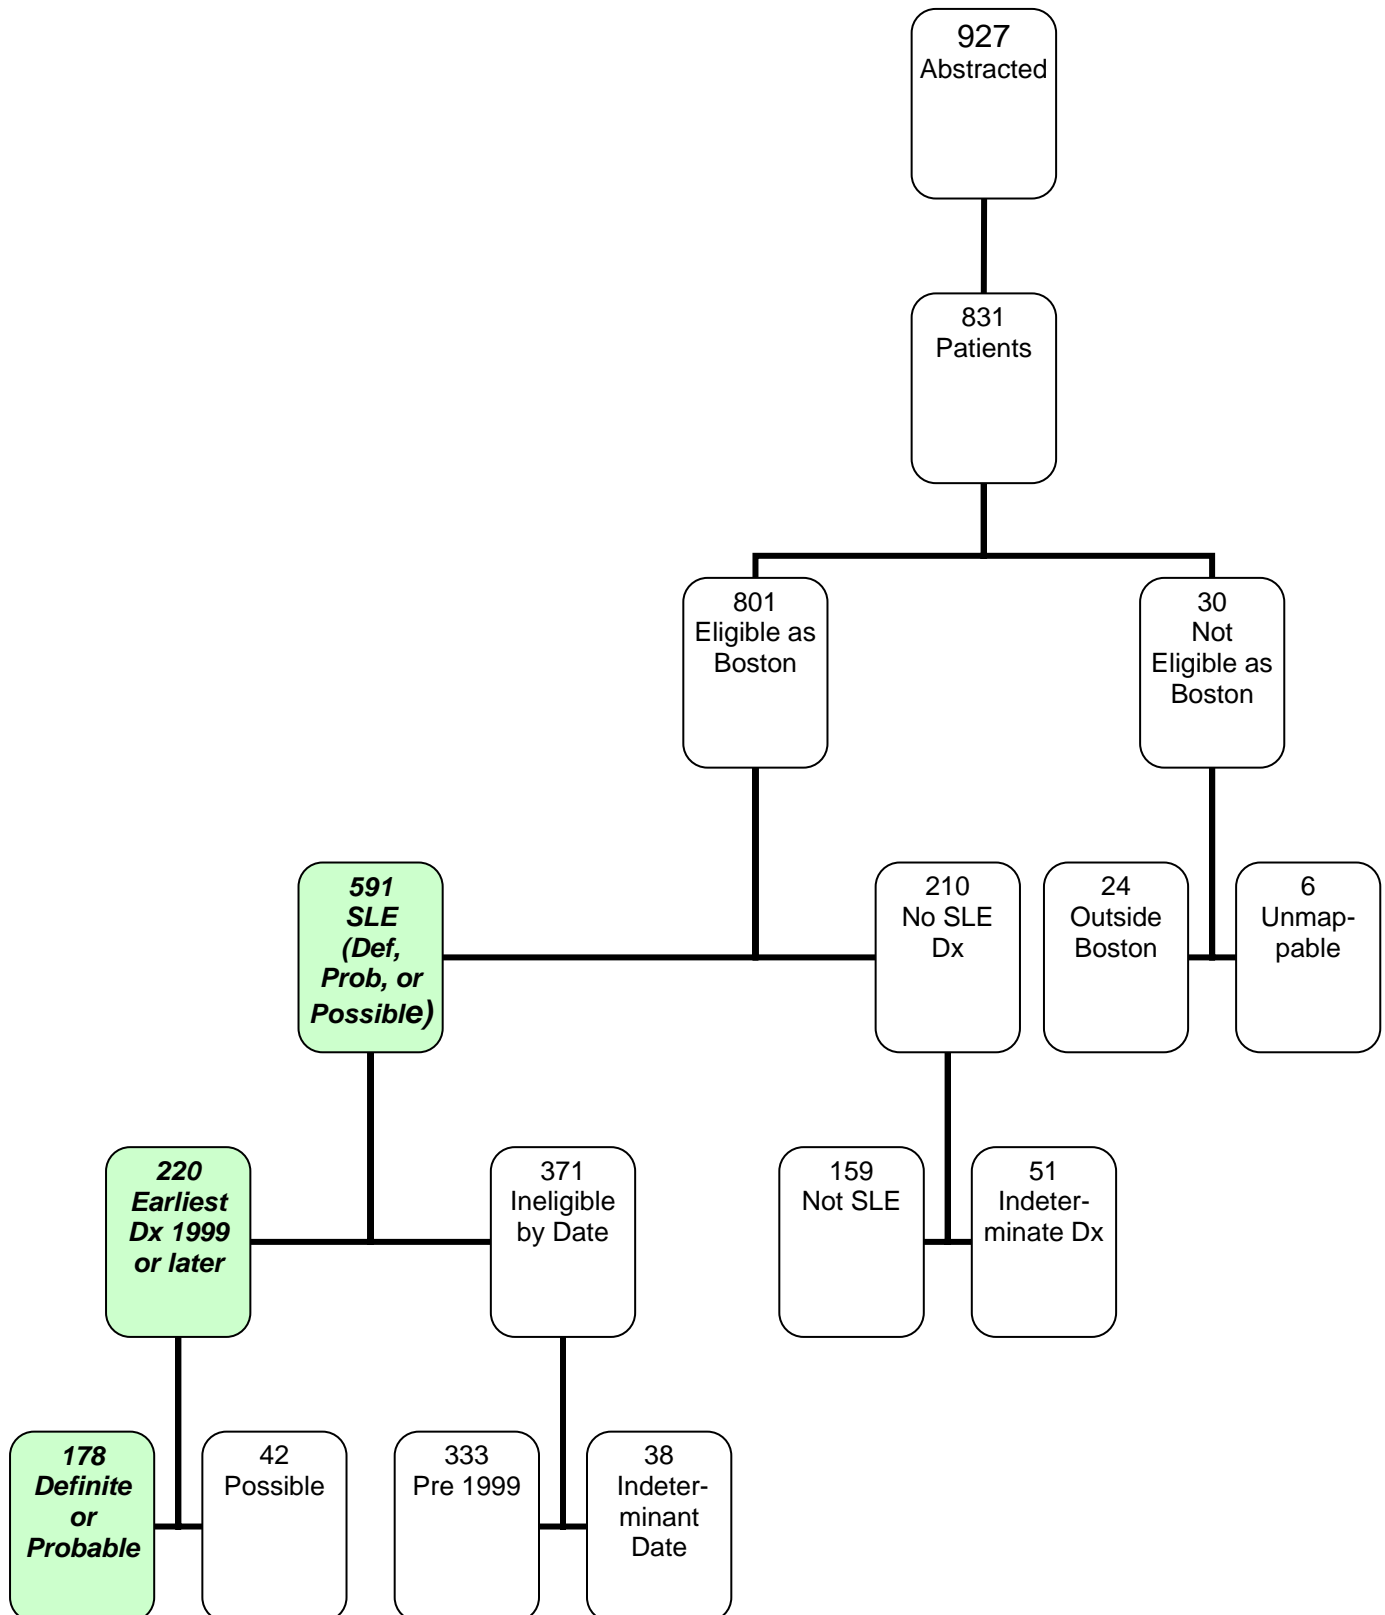 927
Abstracted
831
Patients
801
Eligible as
Boston
30
Not
Eligible as
Boston
591
SLE
(Def,
Prob, or
Possible)
210
No SLE
Dx
24
Outside
Boston
6
Unmap-
pable
220
Earliest
Dx 1999
or later
371
Ineligible
by Date
159
Not SLE
51
Indeter-
minate Dx
178
Definite
or
Probable
42
Possible
333
Pre 1999
38
Indeter-
minant
Date